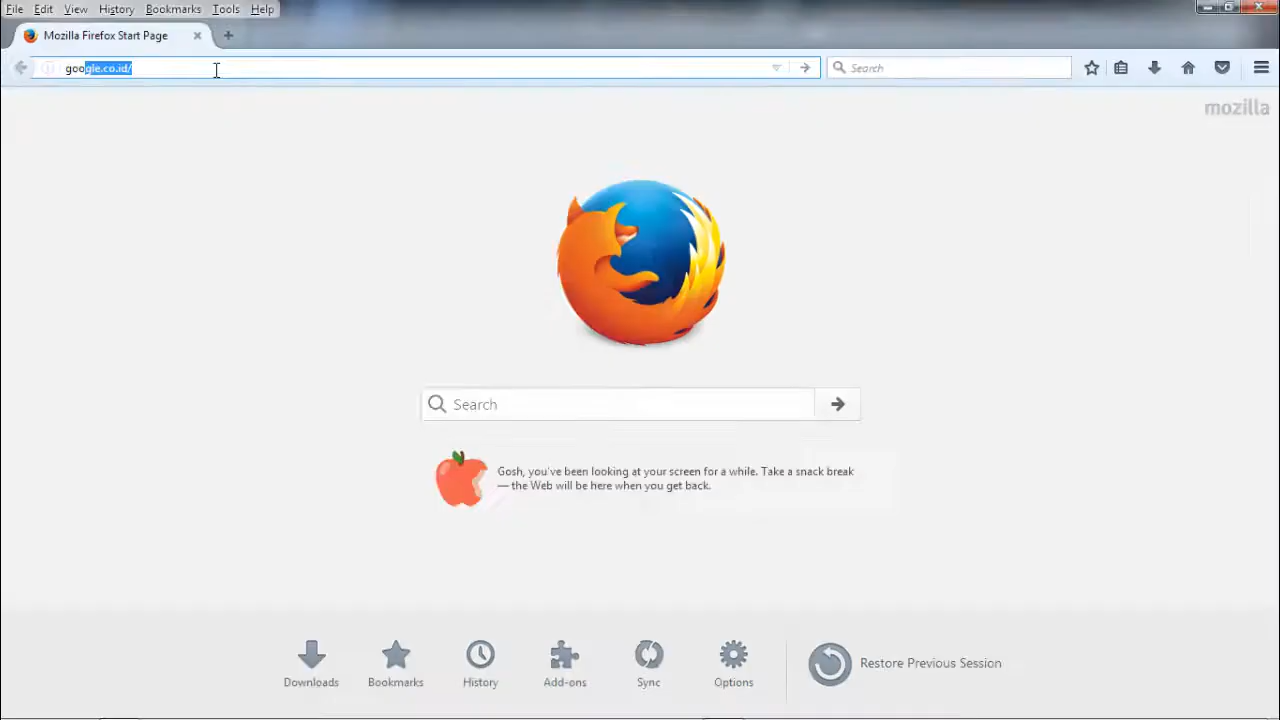 File Edit View History Bookmarks Tools Help
Mozilla Firefox Start Page
google.co.id/
Search
mozilla
Search
Gosh, you've been looking at your screen for a while. Take a snack break
— the Web will be here when you get back.
Downloads Bookmarks History Add-ons Sync Options Restore Previous Session